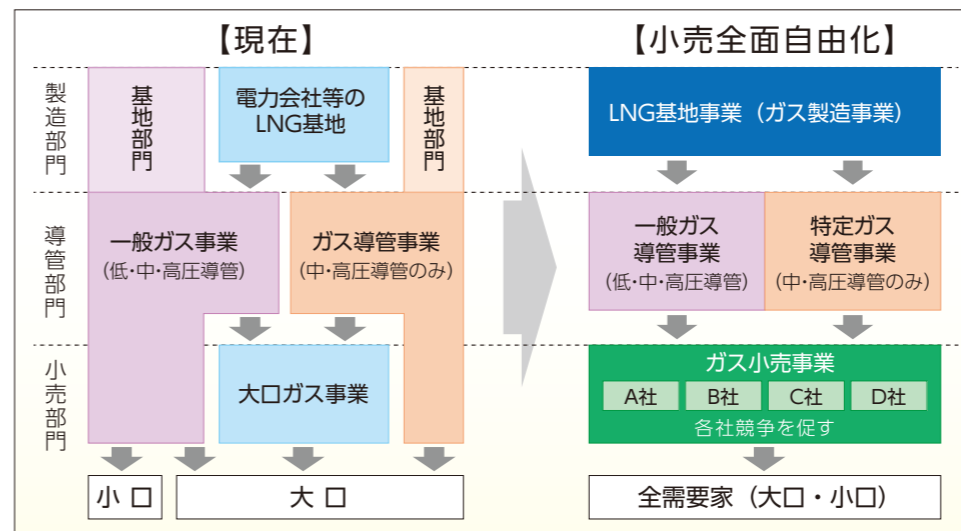 【現在】
【小売全面自由化】
製造部門
基地部門
電力会社等の
LNG基地
基地部門
LNG基地事業（ガス製造事業）
導管部門
一般ガス事業
(低・中・高圧導管)
ガス導管事業
(中・高圧導管のみ)
一般ガス
導管事業
(低・中・高圧導管)
特定ガス
導管事業
(中・高圧導管のみ)
小売部門
大口ガス事業
ガス小売事業
A社
B社
C社
D社
各社競争を促す
小 口
大 口
全需要家（大口・小口）